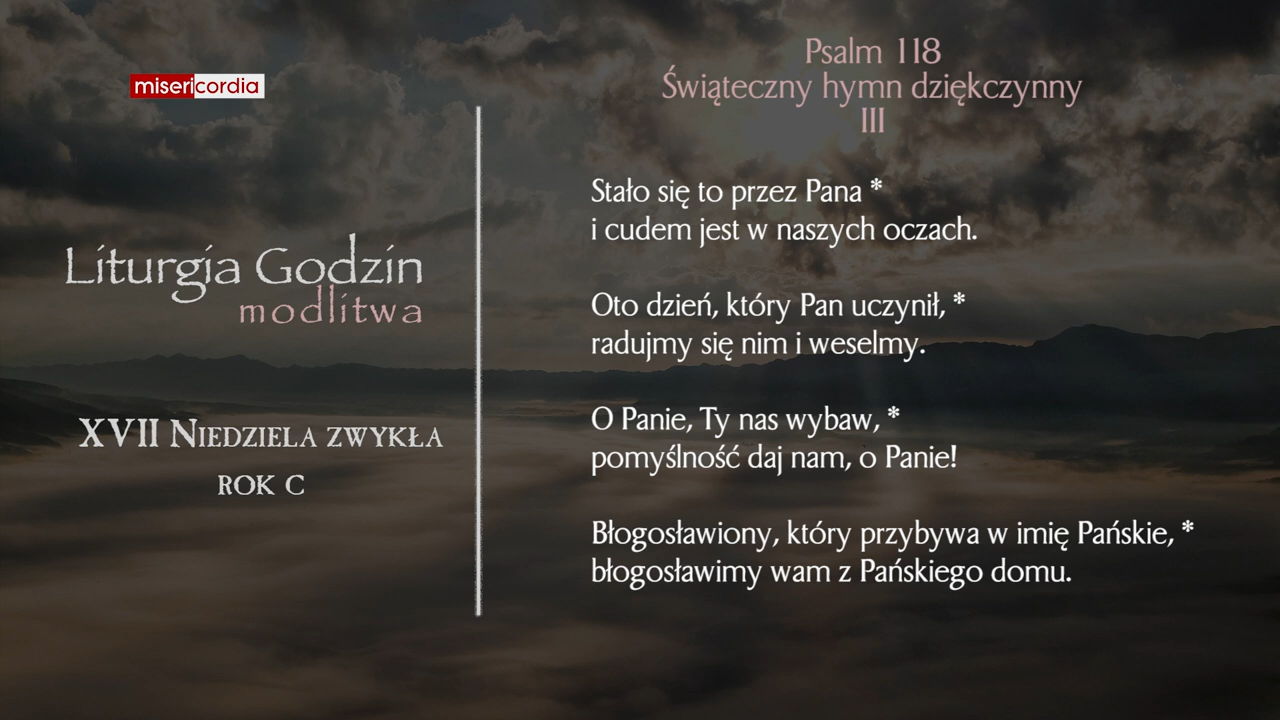 misericordia
Liturgia Godzin
modlitwa
XVII Niedziela zwykła
rok C
Psalm 118
Świąteczny hymn dziękczynny
III
Stało się to przez Pana *
i cudem jest w naszych oczach.
Oto dzień, który Pan uczynił, *
radujmy się nim i weselmy.
O Panie, Ty nas wybaw, *
pomyślność daj nam, o Panie!
Błogosławiony, który przybywa w imię Pańskie, *
błogosławimy wam z Pańskiego domu.